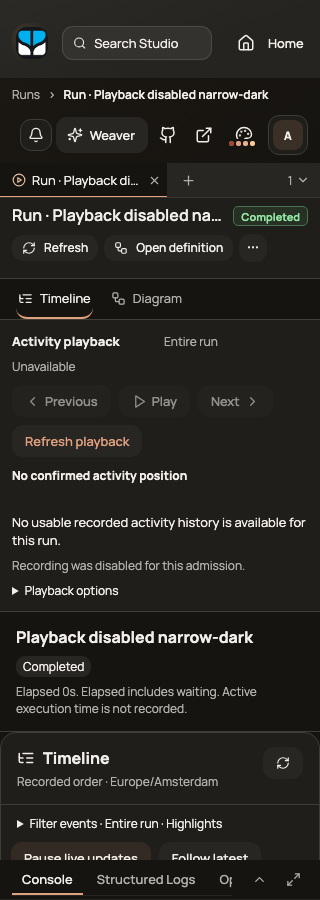 Search Studio
Home
Runs > Run · Playback disabled narrow-dark
Weaver
A
Run · Playback di...
1
Run · Playback disabled na...
Completed
Refresh
Open definition
...
Timeline
Diagram
Activity playback
Entire run
Unavailable
Previous
Play
Next
Refresh playback
No confirmed activity position
No usable recorded activity history is available for
this run.
Recording was disabled for this admission.
Playback options
Playback disabled narrow-dark
Completed
Elapsed 0s. Elapsed includes waiting. Active
execution time is not recorded.
Timeline
Recorded order · Europe/Amsterdam
Filter events · Entire run · Highlights
Pause live updates
Follow latest
Console
Structured Logs